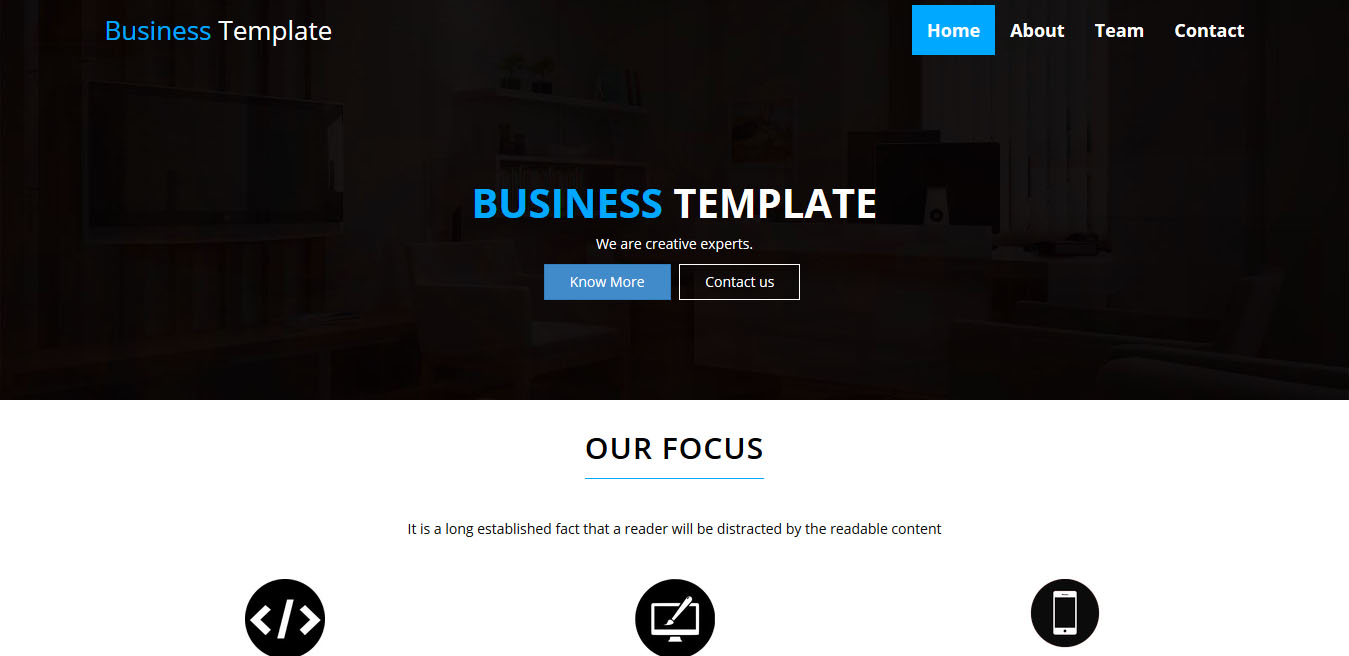 Business Template
Home About Team Contact
BUSINESS TEMPLATE
We are creative experts.
Know More Contact us
OUR FOCUS
It is a long established fact that a reader will be distracted by the readable content